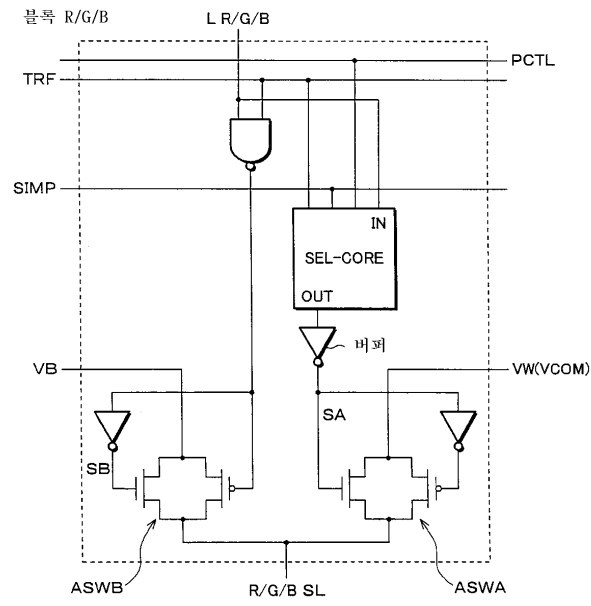 블록 R/G/B
L R/G/B
PCTL
TRF
SIMP
IN
SEL-CORE
OUT
버퍼
VB
VW(VCOM)
SA
SB
ASWB
R/G/B SL
ASWA